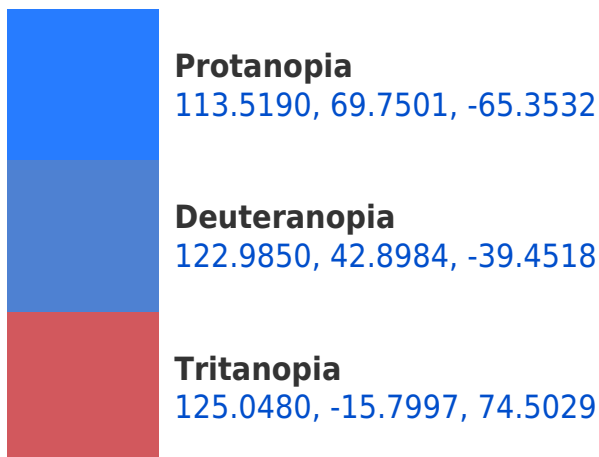 Protanopia
113.5190, 69.7501, -65.3532
Deuteranopia
122.9850, 42.8984, -39.4518
Tritanopia
125.0480, -15.7997, 74.5029